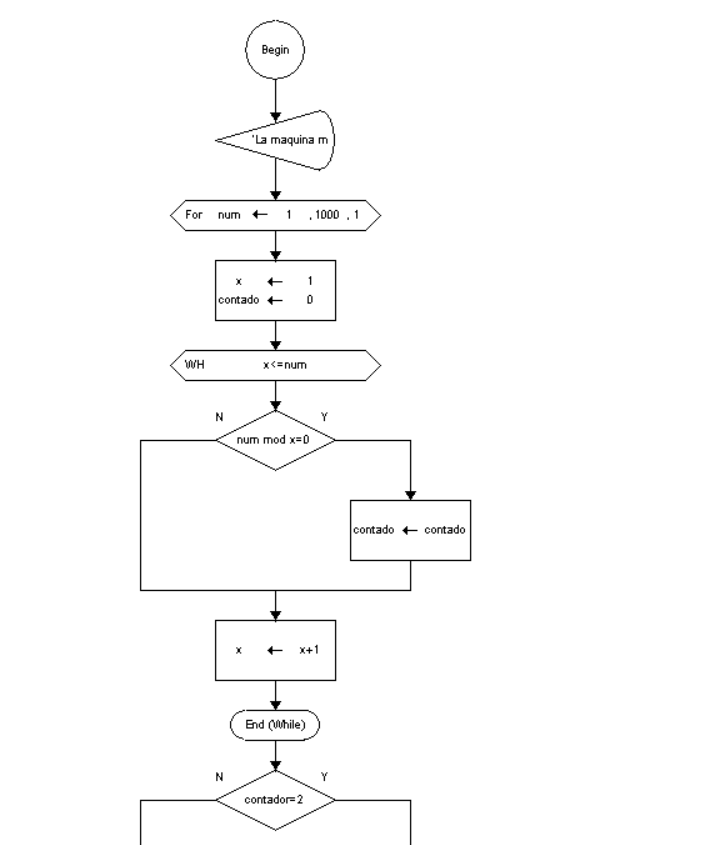 Begin
'La maquina m
For num ← 1 , 1000 , 1
x ← 1
contado ← 0
WH x<=num
N Y
num mod x=0
contado ← contado
x ← x+1
End (While)
N Y
contador=2